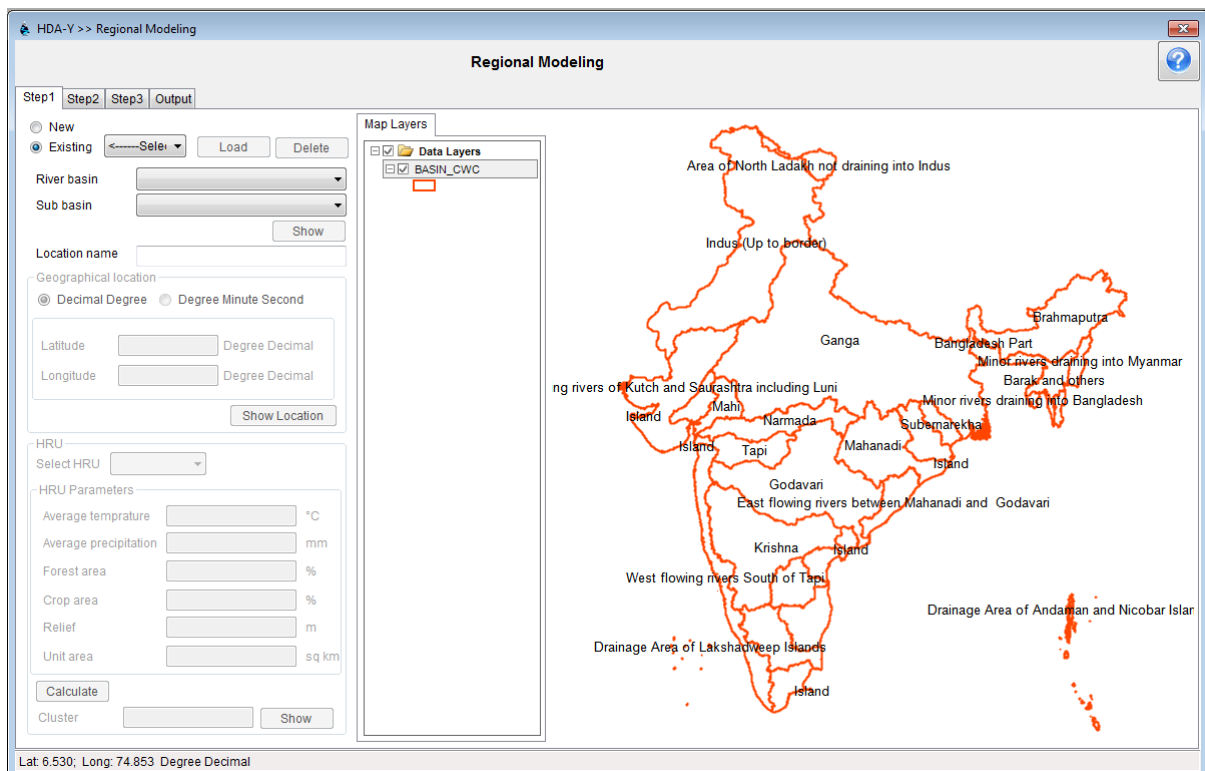 HDA-Y >> Regional Modeling
Regional Modeling
Step1 Step2 Step3 Output
New
Existing <------Sele Load Delete
River basin
Sub basin
Show
Location name
Geographical location
Decimal Degree Degree Minute Second
Latitude Degree Decimal
Longitude Degree Decimal
Show Location
HRU
Select HRU
HRU Parameters
Average temprature °C
Average precipitation mm
Forest area %
Crop area %
Relief m
Unit area sq km
Calculate
Cluster Show
Map Layers
Data Layers
BASIN_CWC
Area of North Ladakh not draining into Indus
Indus (Up to border)
Brahmaputra
Ganga
Bangladesh Part
Minor rivers draining into Myanmar
Barak and others
ng rivers of Kutch and Saurashtra including Luni
Minor rivers draining into Bangladesh
Mahi
Island
Narmada
Subernarekha
Island
Tapi
Mahanadi
Island
Godavari
East flowing rivers between Mahanadi and Godavari
Krishna
Island
West flowing rivers South of Tapi
Drainage Area of Andaman and Nicobar Islan
Drainage Area of Lakshadweep Islands
Island
Lat: 6.530; Long: 74.853 Degree Decimal